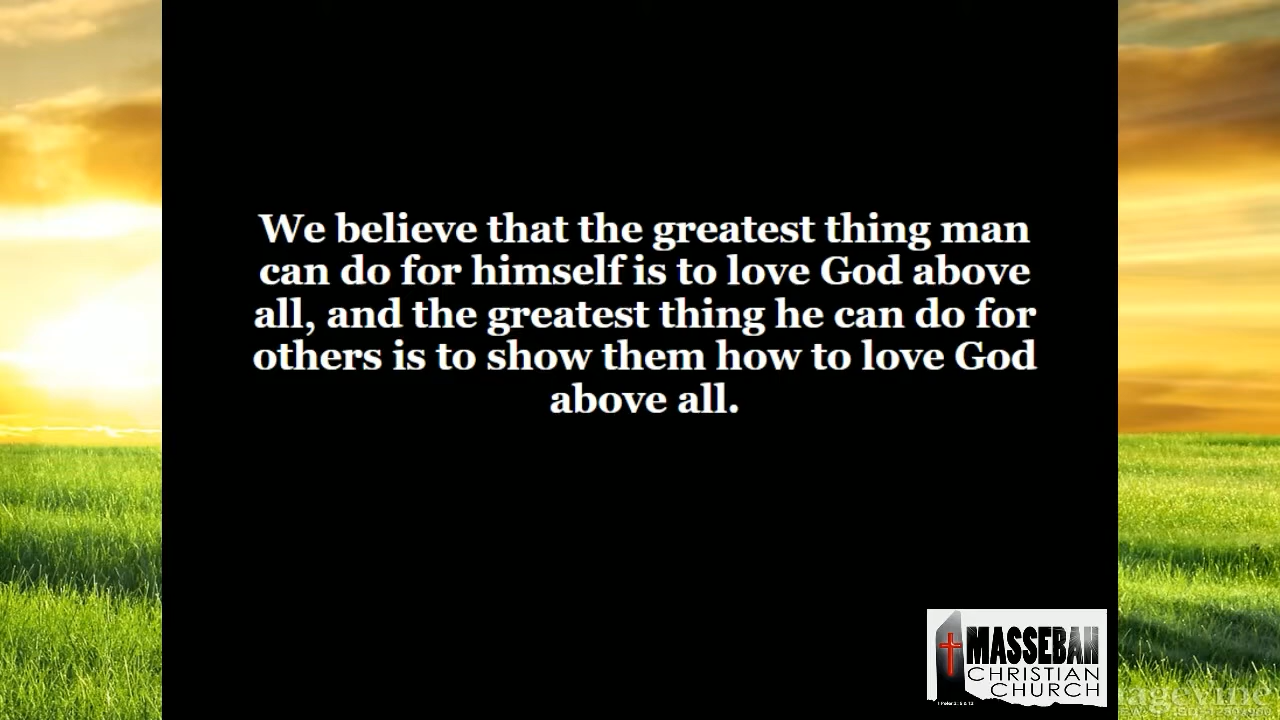 We believe that the greatest thing man
can do for himself is to love God above
all, and the greatest thing he can do for
others is to show them how to love God
above all.
MASSEBAH
CHRISTIAN
CHURCH